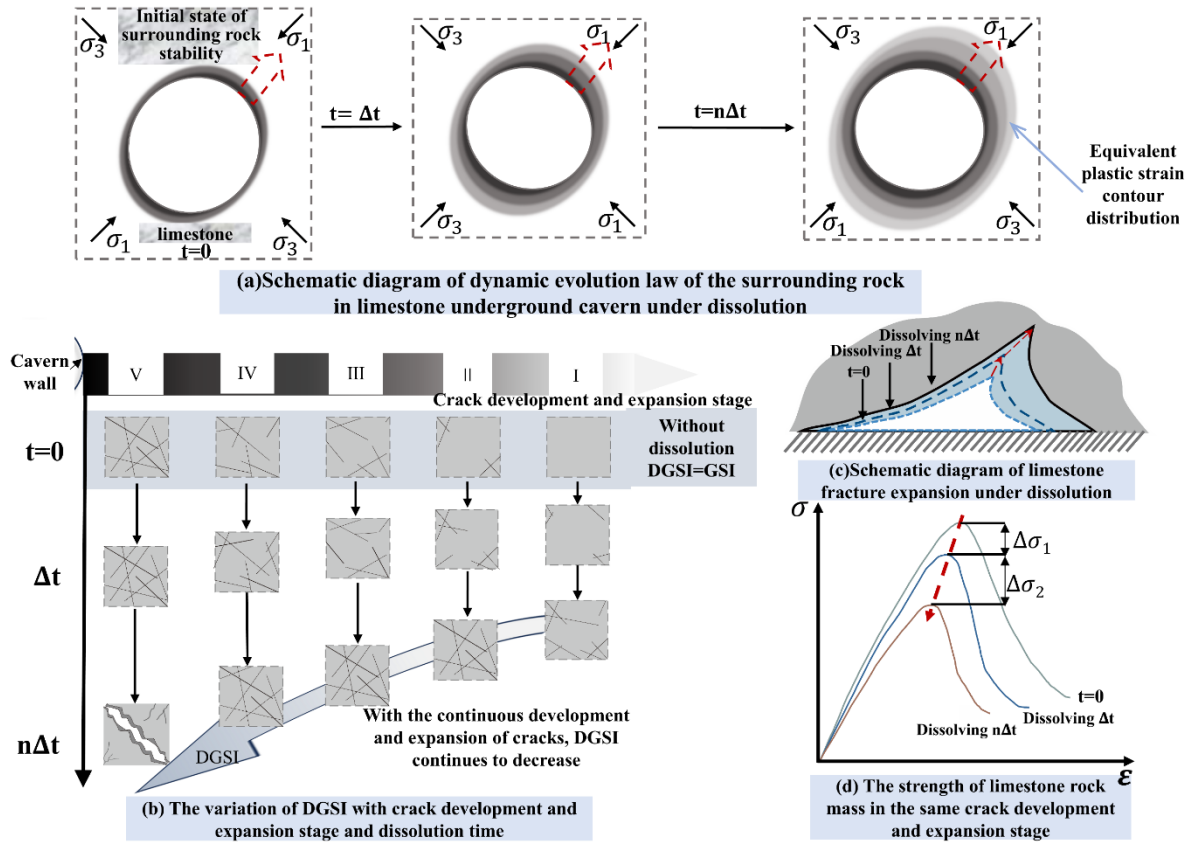 Initial state of
surrounding rock
stability
σ₃
σ₁
σ₁
limestone
t=0
σ₃
t= Δt
σ₃
σ₁
σ₃
σ₁
t=nΔt
σ₃
σ₁
σ₁
σ₃
Equivalent
plastic strain
contour
distribution
(a)Schematic diagram of dynamic evolution law of the surrounding rock
in limestone underground cavern under dissolution
Cavern
wall
V
IV
III
II
I
Crack development and expansion stage
t=0
Without
dissolution
DGSI=GSI
Δt
nΔt
DGSI
With the continuous development
and expansion of cracks, DGSI
continues to decrease
(b) The variation of DGSI with crack development and
expansion stage and dissolution time
Dissolving nΔt
Dissolving Δt
t=0
(c)Schematic diagram of limestone
fracture expansion under dissolution
σ
Δσ₁
Δσ₂
t=0
Dissolving Δt
Dissolving nΔt
ε
(d) The strength of limestone rock
mass in the same crack development
and expansion stage